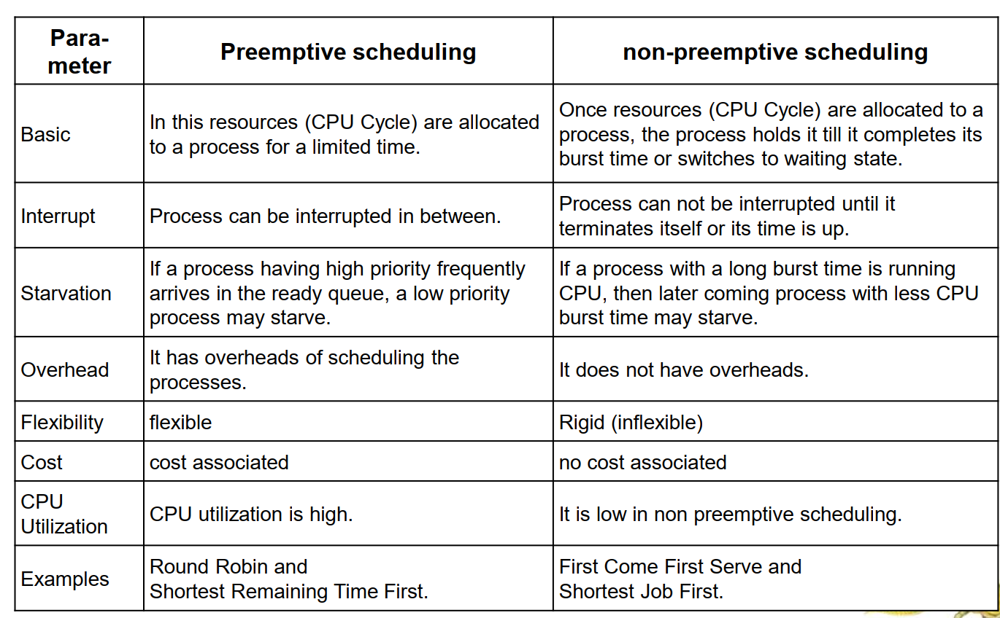 Para-
meter
Preemptive scheduling
non-preemptive scheduling
Basic
In this resources (CPU Cycle) are allocated
to a process for a limited time.
Once resources (CPU Cycle) are allocated to a
process, the process holds it till it completes its
burst time or switches to waiting state.
Interrupt
Process can be interrupted in between.
Process can not be interrupted until it
terminates itself or its time is up.
Starvation
If a process having high priority frequently
arrives in the ready queue, a low priority
process may starve.
If a process with a long burst time is running
CPU, then later coming process with less CPU
burst time may starve.
Overhead
It has overheads of scheduling the
processes.
It does not have overheads.
Flexibility
flexible
Rigid (inflexible)
Cost
cost associated
no cost associated
CPU
Utilization
CPU utilization is high.
It is low in non preemptive scheduling.
Examples
Round Robin and
Shortest Remaining Time First.
First Come First Serve and
Shortest Job First.